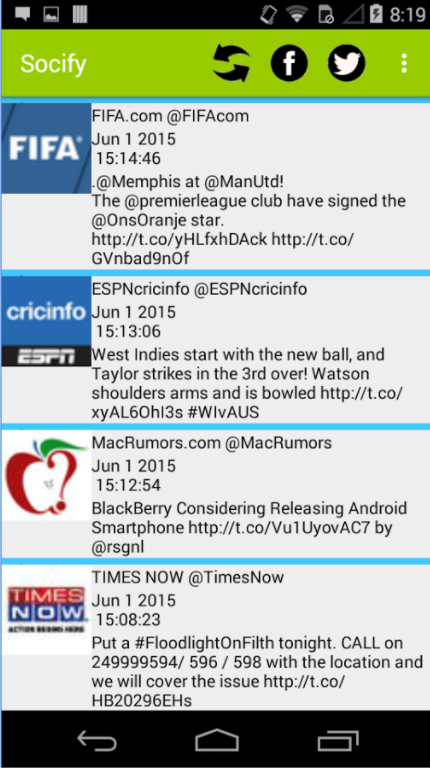 8:19
Socify
FIFA.com @FIFAcom
FIFA
Jun 1 2015
15:14:46
.@Memphis at @ManUtd!
The @premierleague club have signed the
@OnsOranje star.
http://t.co/yHLfxhDAck http://t.co/
GVnbad9nOf
ESPNcricinfo @ESPNcricinfo
cricinfo
ESPN
Jun 1 2015
15:13:06
West Indies start with the new ball, and
Taylor strikes in the 3rd over! Watson
shoulders arms and is bowled http://t.co/
xyAL6OhI3s #WIvAUS
MacRumors.com @MacRumors
Jun 1 2015
15:12:54
BlackBerry Considering Releasing Android
Smartphone http://t.co/Vu1UyovAC7 by
@rsgnl
TIMES NOW @TimesNow
TIMES
NOW
ACTION BEGINS HERE
Jun 1 2015
15:08:23
Put a #FloodlightOnFilth tonight. CALL on
249999594/ 596 / 598 with the location and
we will cover the issue http://t.co/
HB20296EHs